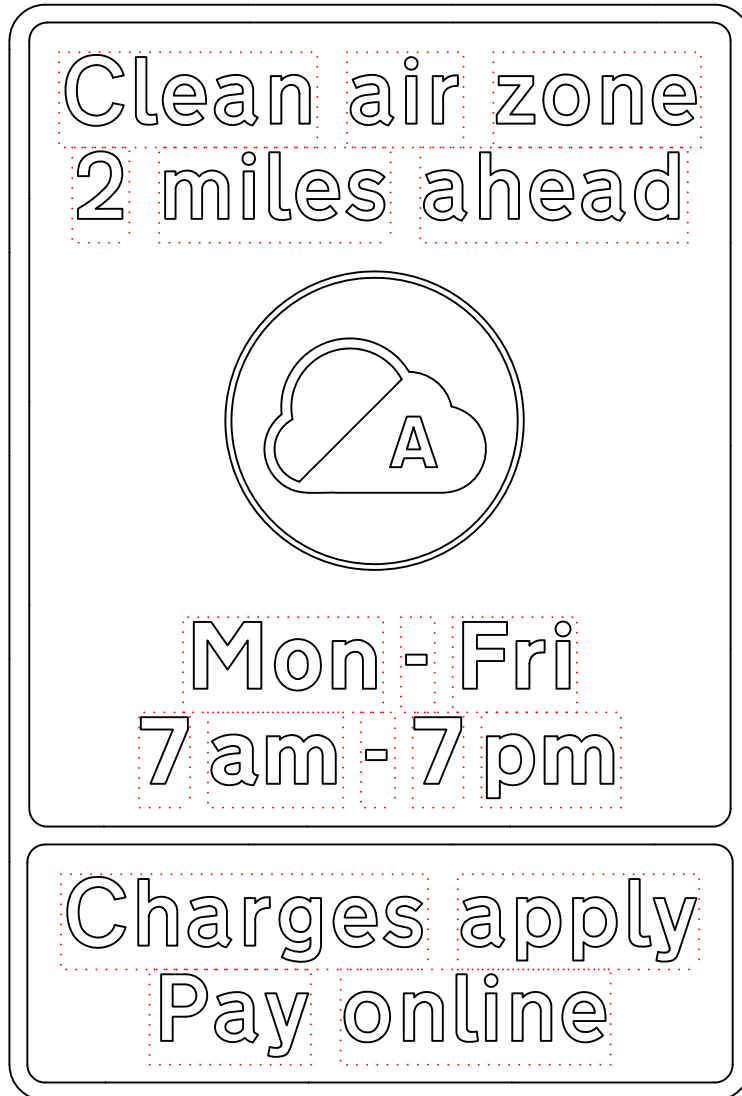 Clean air zone
2 miles ahead
A
Mon - Fri
7 am - 7 pm
Charges apply
Pay online